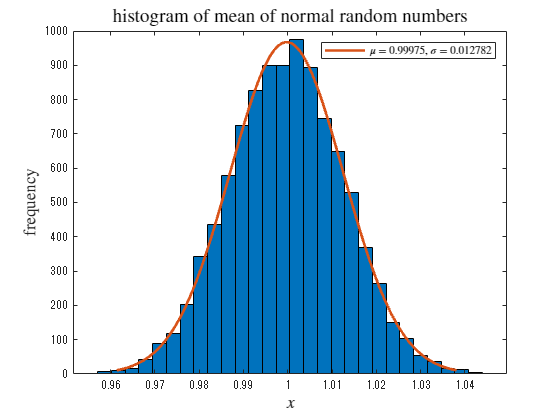 histogram of mean of normal random numbers
1000
900
800
700
600
500
400
300
200
100
0
frequency
μ = 0.99975, σ = 0.012782
0.96 0.97 0.98 0.99 1 1.01 1.02 1.03 1.04
x